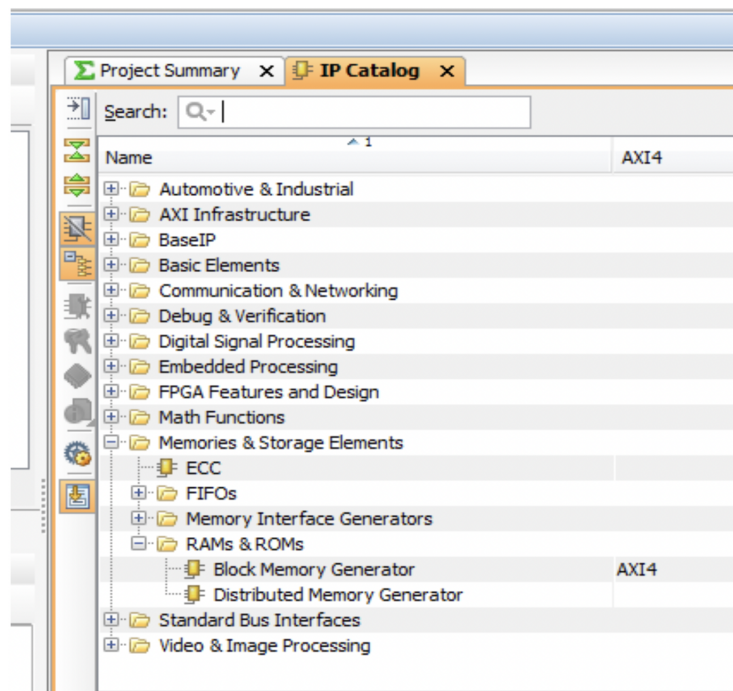 Project Summary x IP Catalog x
Search:
1
Name AXI4
Automotive & Industrial
AXI Infrastructure
BaseIP
Basic Elements
Communication & Networking
Debug & Verification
Digital Signal Processing
Embedded Processing
FPGA Features and Design
Math Functions
Memories & Storage Elements
ECC
FIFOs
Memory Interface Generators
RAMs & ROMs
Block Memory Generator AXI4
Distributed Memory Generator
Standard Bus Interfaces
Video & Image Processing